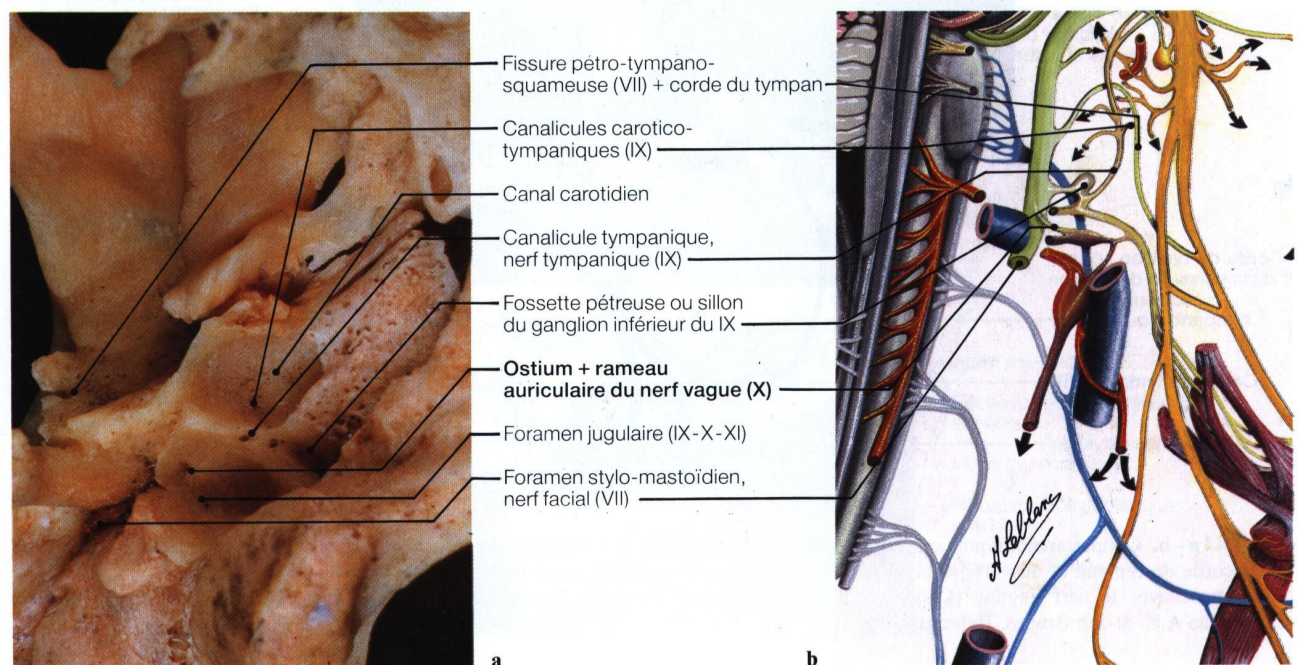 Fissure pétro-tympano-
squameuse (VII) + corde du tympan
Canalicules carotico-
tympaniques (IX)
Canal carotidien
Canalicule tympanique,
nerf tympanique (IX)
Fossette pétreuse ou sillon
du ganglion inférieur du IX
Ostium + rameau
auriculaire du nerf vague (X)
Foramen jugulaire (IX-X-XI)
Foramen stylo-mastoïdien,
nerf facial (VII)
H Leblanc
a
b